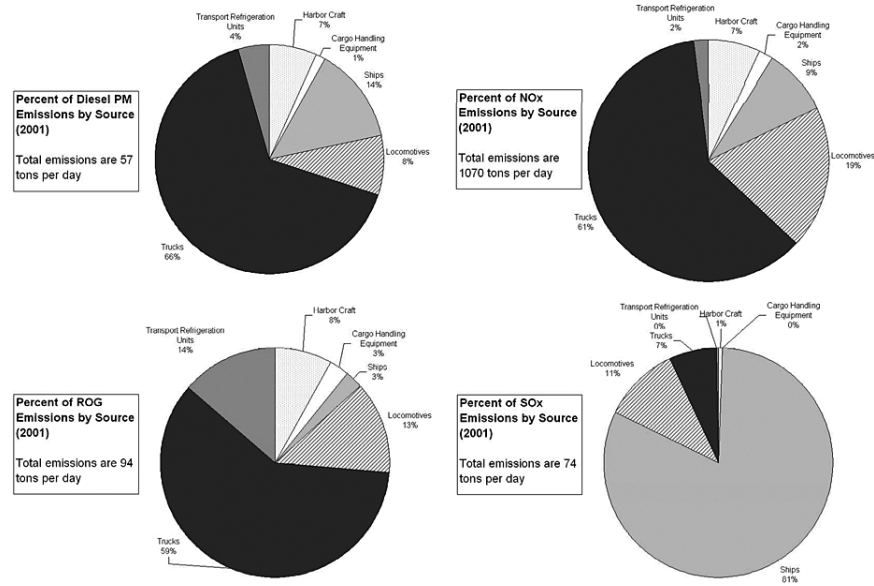 Percent of Diesel PM
Emissions by Source
(2001)
Total emissions are 57
tons per day
Transport Refrigeration
Units
4%
Harbor Craft
7%
Cargo Handling
Equipment
1%
Ships
14%
Locomotives
8%
Trucks
66%
Percent of NOx
Emissions by Source
(2001)
Total emissions are
1070 tons per day
Transport Refrigeration
Units
2%
Harbor Craft
7%
Cargo Handling
Equipment
2%
Ships
9%
Locomotives
19%
Trucks
61%
Percent of ROG
Emissions by Source
(2001)
Total emissions are 94
tons per day
Transport Refrigeration
Units
14%
Harbor Craft
8%
Cargo Handling
Equipment
3%
Ships
3%
Locomotives
13%
Trucks
59%
Percent of SOx
Emissions by Source
(2001)
Total emissions are 74
tons per day
Transport Refrigeration
Units
0%
Harbor Craft
1%
Cargo Handling
Equipment
0%
Trucks
7%
Locomotives
11%
Ships
81%